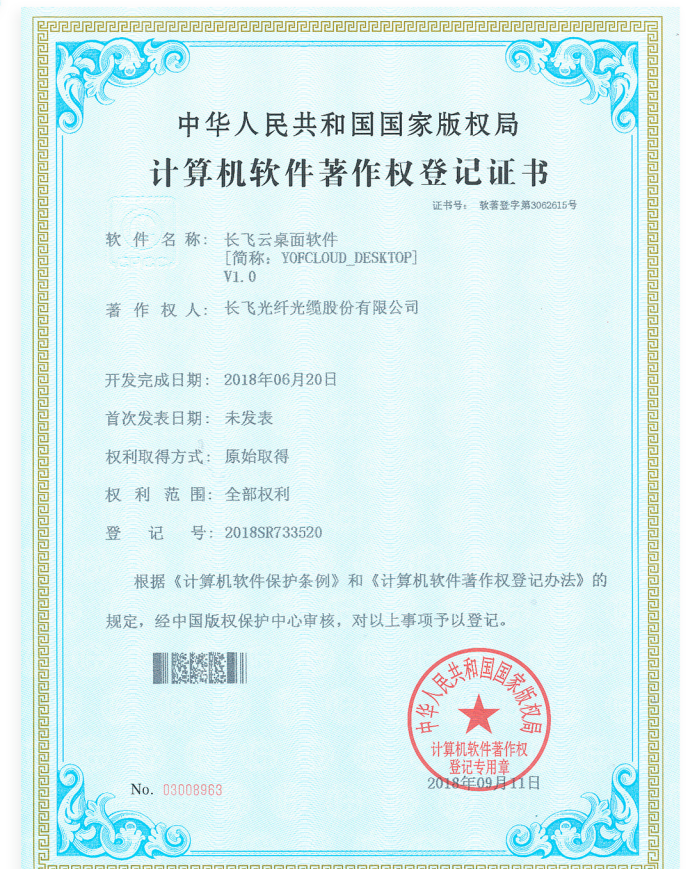 中华人民共和国国家版权局
计算机软件著作权登记证书
证书号： 软著登字第3062615号
软件名称： 长飞云桌面软件
[简称：YOFCLOUD_DESKTOP]
V1.0
著作权人： 长飞光纤光缆股份有限公司
开发完成日期： 2018年06月20日
首次发表日期： 未发表
权利取得方式： 原始取得
权利范围： 全部权利
登记号： 2018SR733520
根据《计算机软件保护条例》和《计算机软件著作权登记办法》的
规定，经中国版权保护中心审核，对以上事项予以登记。
中华人民共和国国家版权局
计算机软件著作权
登记专用章
2018年09月11日
No. 03008963